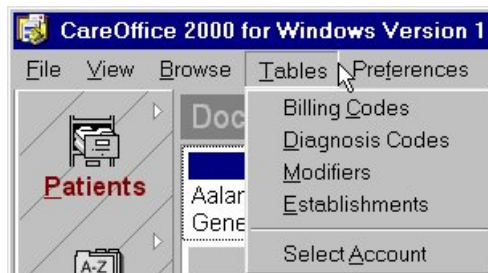 CareOffice 2000 for Windows Version 1
File View Browse Tables Preferences
Doc
Billing Codes
Diagnosis Codes
Modifiers
Establishments
Select Account
Patients
Aalar
Gene
A-Z